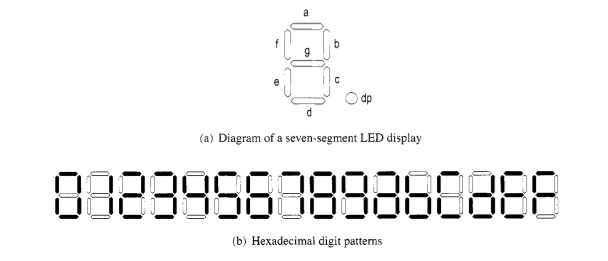 a
f g b
e c
dp
d
(a) Diagram of a seven-segment LED display
0123456789AbCdEF
(b) Hexadecimal digit patterns